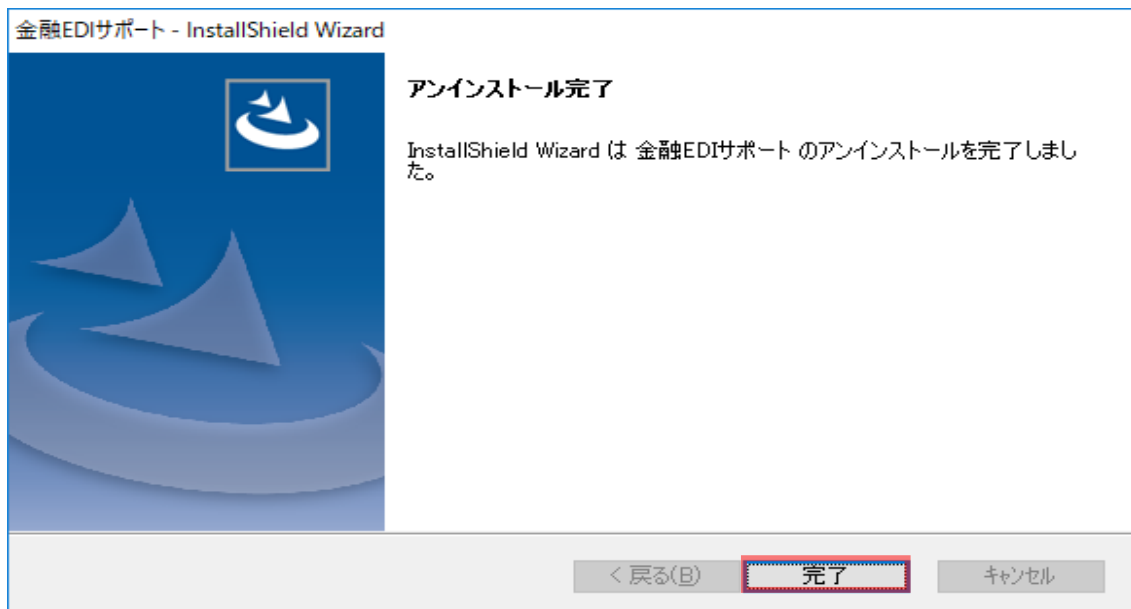 金融EDIサポート - InstallShield Wizard
アンインストール完了
InstallShield Wizard は 金融EDIサポート のアンインストールを完了しまし
た。
< 戻る(B)
完了
キャンセル